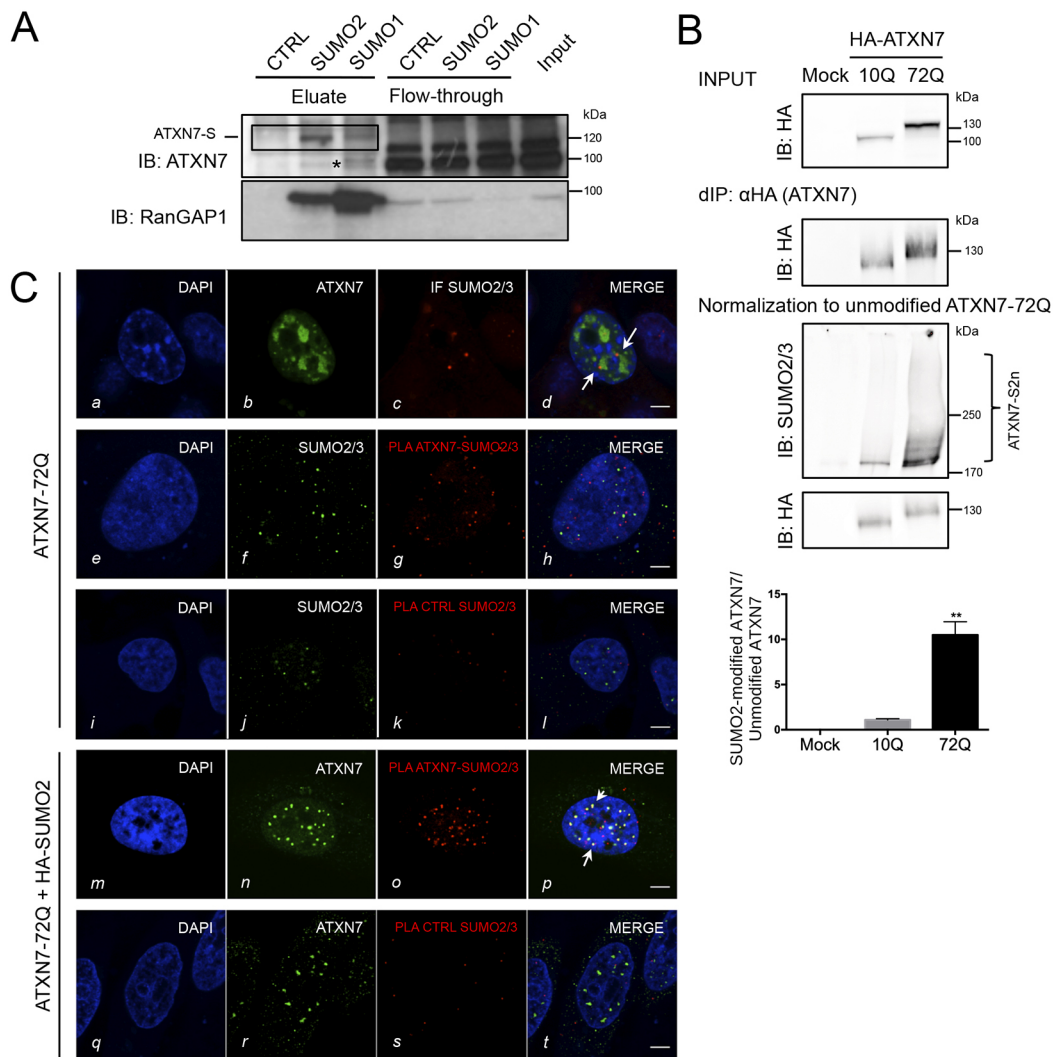 A
CTRL
SUMO2
SUMO1
CTRL
SUMO2
SUMO1
Input
Eluate
Flow-through
kDa
ATXN7-S
120
IB: ATXN7
*
100
IB: RanGAP1
100
B
HA-ATXN7
INPUT
Mock
10Q
72Q
kDa
IB: HA
130
100
dIP: αHA (ATXN7)
kDa
IB: HA
130
Normalization to unmodified ATXN7-72Q
kDa
IB: SUMO2/3
250
170
ATXN7-S2n
IB: HA
130
SUMO2-modified ATXN7/
Unmodified ATXN7
15
10
5
0
**
Mock
10Q
72Q
C
ATXN7-72Q
DAPI
ATXN7
IF SUMO2/3
MERGE
a
b
c
d
DAPI
SUMO2/3
PLA ATXN7-SUMO2/3
MERGE
e
f
g
h
DAPI
SUMO2/3
PLA CTRL SUMO2/3
MERGE
i
j
k
l
ATXN7-72Q + HA-SUMO2
DAPI
ATXN7
PLA ATXN7-SUMO2/3
MERGE
m
n
o
p
DAPI
ATXN7
PLA CTRL SUMO2/3
MERGE
q
r
s
t